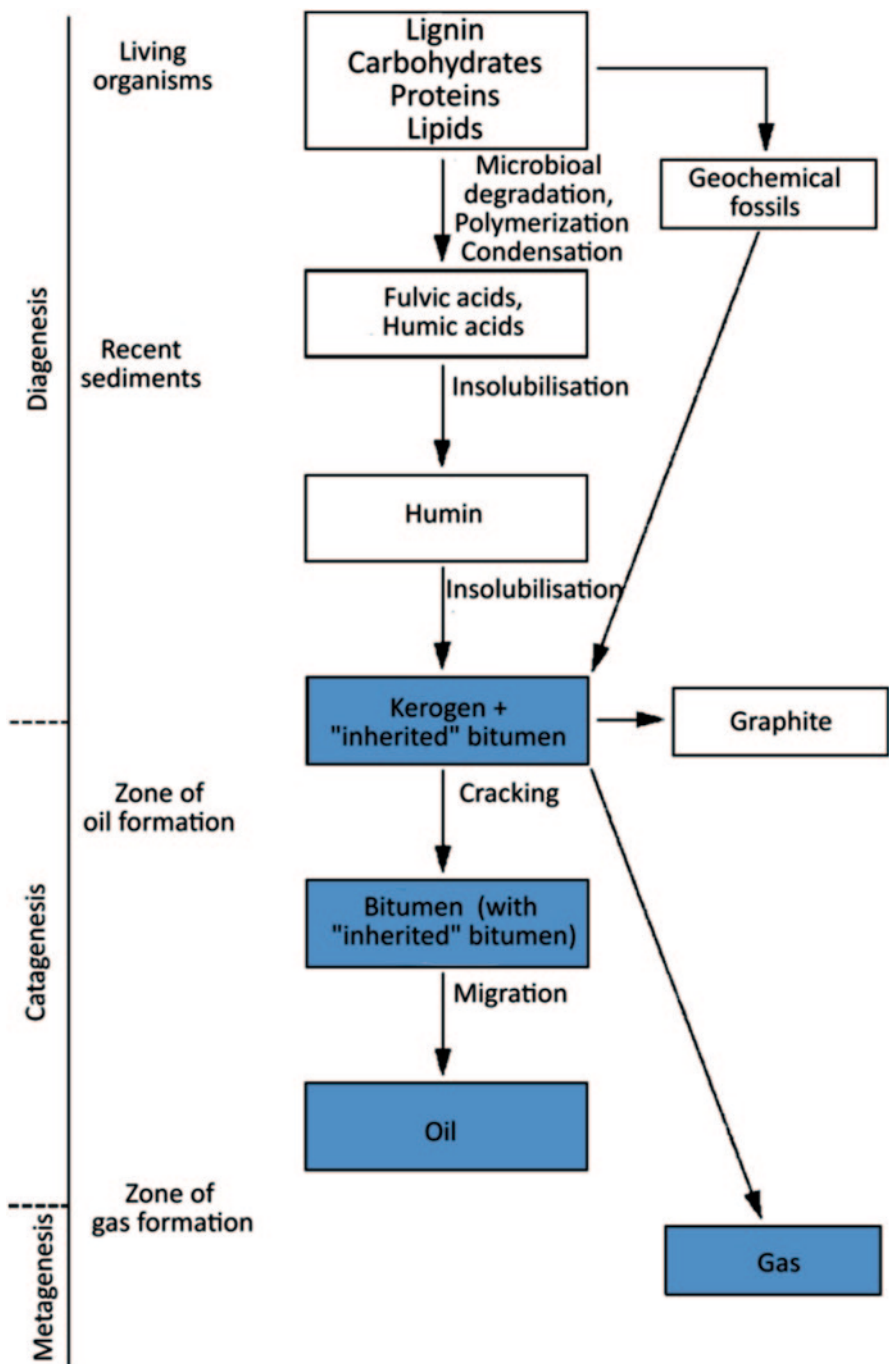 Living
organisms
Lignin
Carbohydrates
Proteins
Lipids
Microbioal
degradation,
Polymerization
Condensation
Geochemical
fossils
Diagenesis
Recent
sediments
Fulvic acids,
Humic acids
Insolubilisation
Humin
Insolubilisation
Kerogen +
"inherited" bitumen
Graphite
Zone of
oil formation
Cracking
Catagenesis
Bitumen (with
"inherited" bitumen)
Migration
Oil
Zone of
gas formation
Metagenesis
Gas